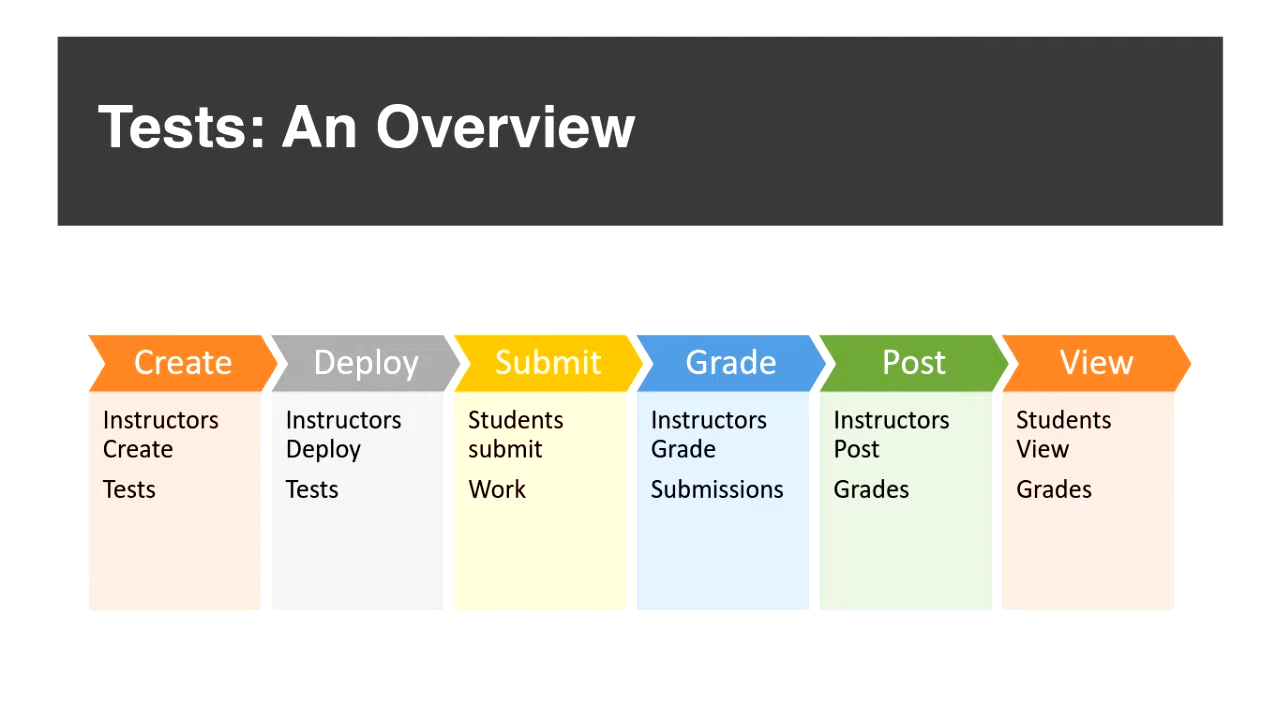 Tests: An Overview
Create
Instructors
Create
Tests
Deploy
Instructors
Deploy
Tests
Submit
Students
submit
Work
Grade
Instructors
Grade
Submissions
Post
Instructors
Post
Grades
View
Students
View
Grades